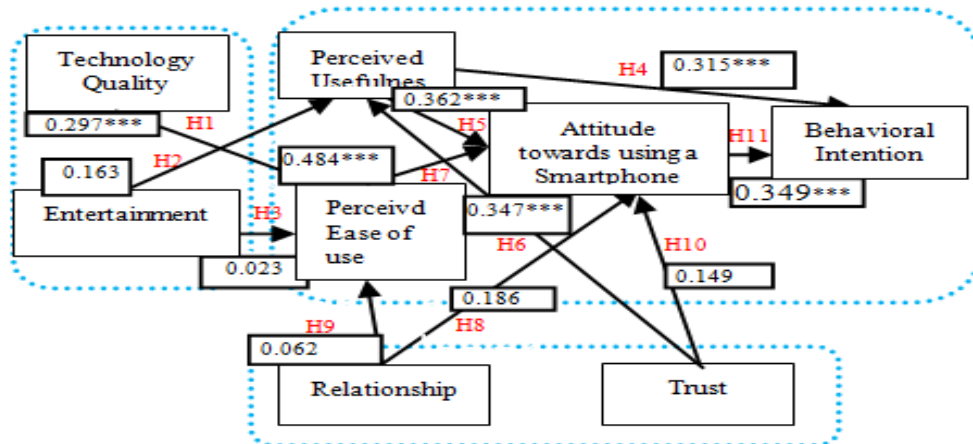 Technology
Quality
Perceived
Usefulnes
H4
0.315***
0.297***
H1
0.362***
H5
Attitude
towards using a
Smartphone
H11
Behavioral
Intention
0.163
H2
0.484***
H7
0.349***
Entertainment
H3
Perceivd
Ease of
use
0.347***
H6
H10
0.023
0.186
0.149
H9
H8
0.062
Relationship
Trust